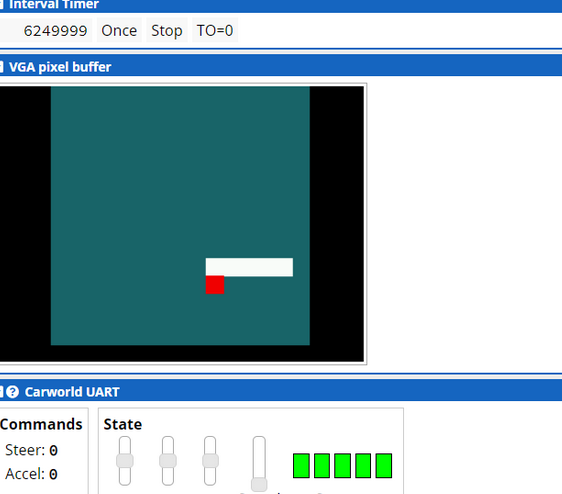 Interval Timer
6249999 Once Stop TO=0
VGA pixel buffer
? Carworld UART
Commands State
Steer: 0
Accel: 0